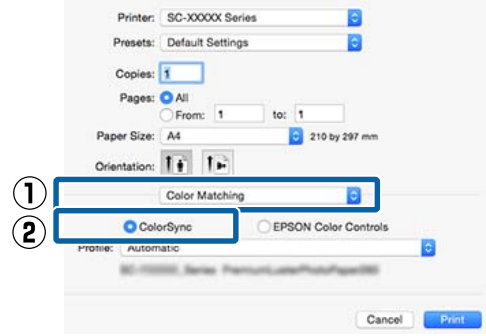 Printer: SC-XXXXX Series
Presets: Default Settings
Copies: 1
Pages: All
From: 1 to: 1
Paper Size: A4 210 by 297 mm
Orientation:
① Color Matching
② ColorSync EPSON Color Controls
Profile: Automatic
Cancel Print